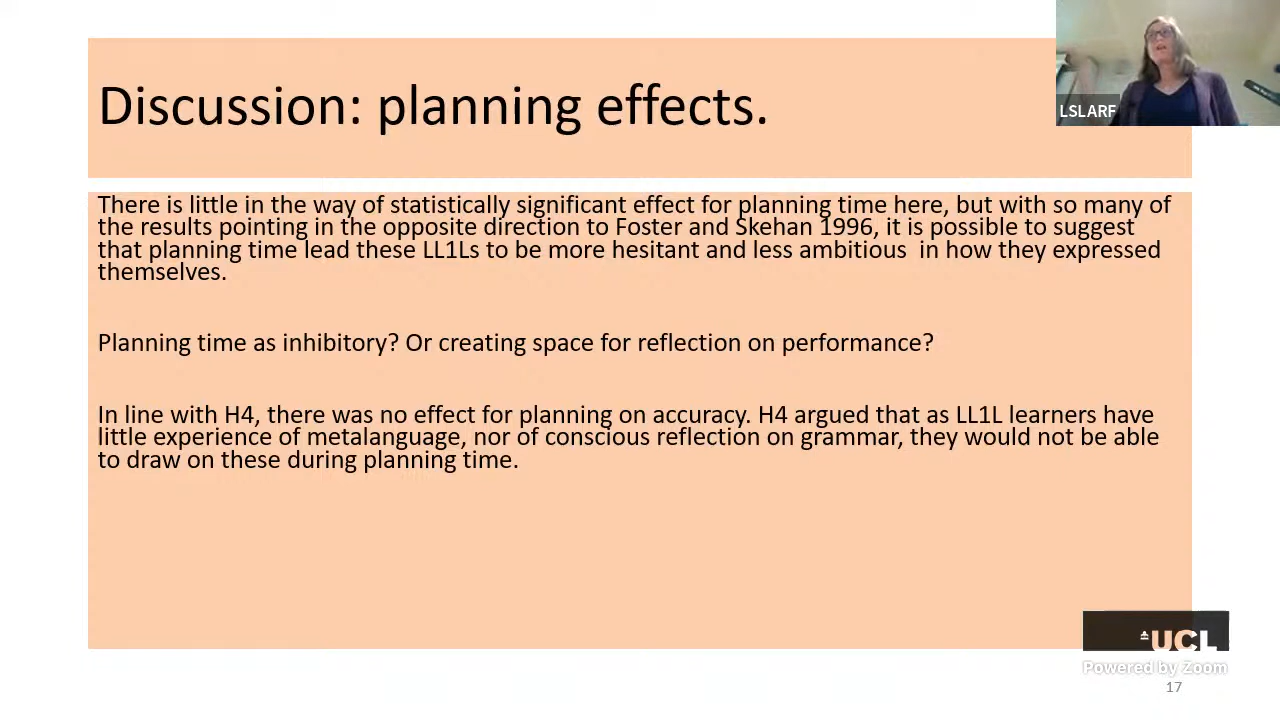 Discussion: planning effects.
LSLARF
There is little in the way of statistically significant effect for planning time here, but with so many of
the results pointing in the opposite direction to Foster and Skehan 1996, it is possible to suggest
that planning time lead these LL1Ls to be more hesitant and less ambitious  in how they expressed
themselves.
Planning time as inhibitory? Or creating space for reflection on performance?
In line with H4, there was no effect for planning on accuracy. H4 argued that as LL1L learners have
little experience of metalanguage, nor of conscious reflection on grammar, they would not be able
to draw on these during planning time.
UCL
Powered by Zoom
17